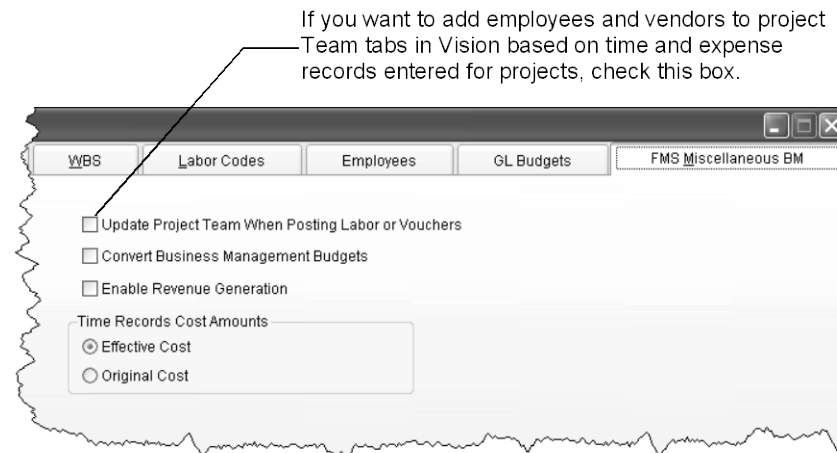 If you want to add employees and vendors to project
Team tabs in Vision based on time and expense
records entered for projects, check this box.
WBS Labor Codes Employees GL Budgets FMS Miscellaneous BM
Update Project Team When Posting Labor or Vouchers
Convert Business Management Budgets
Enable Revenue Generation
Time Records Cost Amounts
Effective Cost
Original Cost